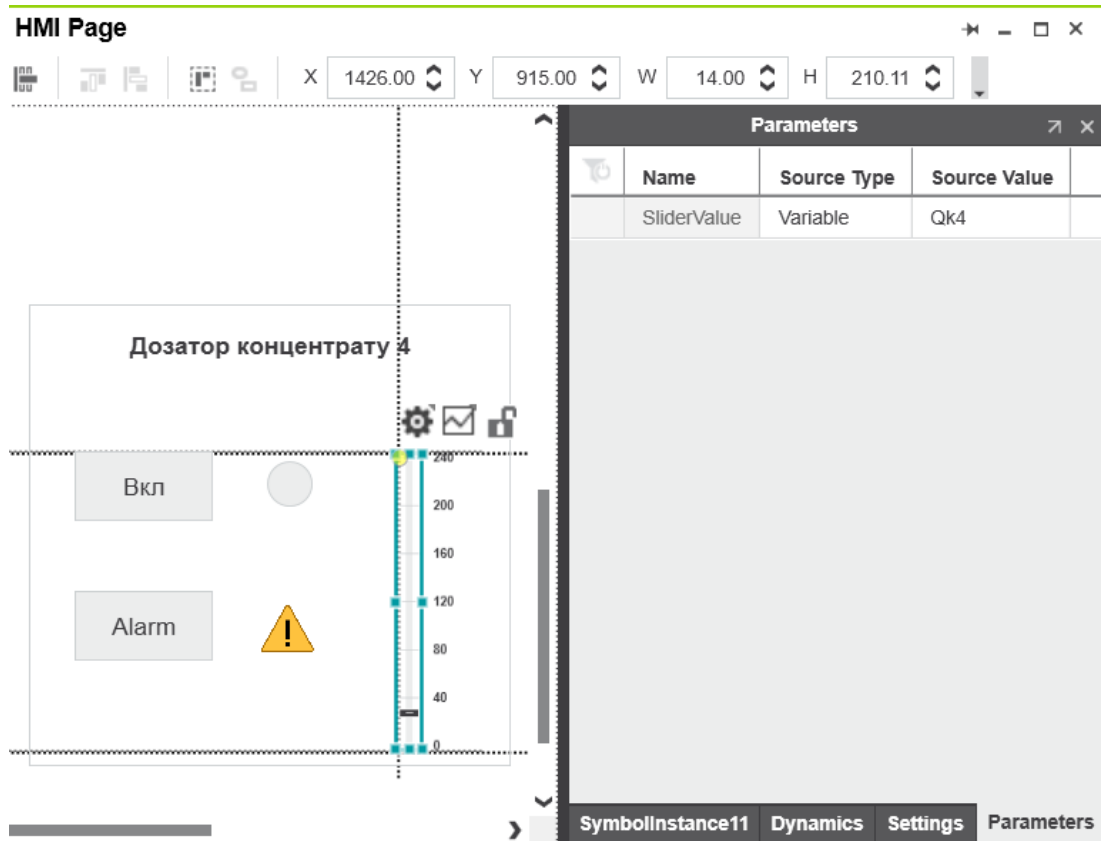 HMI Page
X 1426.00 Y 915.00 W 14.00 H 210.11
Parameters
Name Source Type Source Value
SliderValue Variable Qk4
Дозатор концентрату 4
240
Вкл
200
160
120
Alarm
80
40
0
SymbolInstance11 Dynamics Settings Parameters